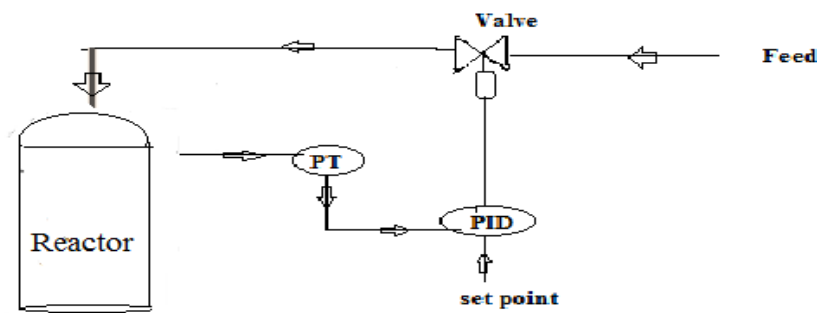 Valve
Feed
PT
PID
Reactor
set point